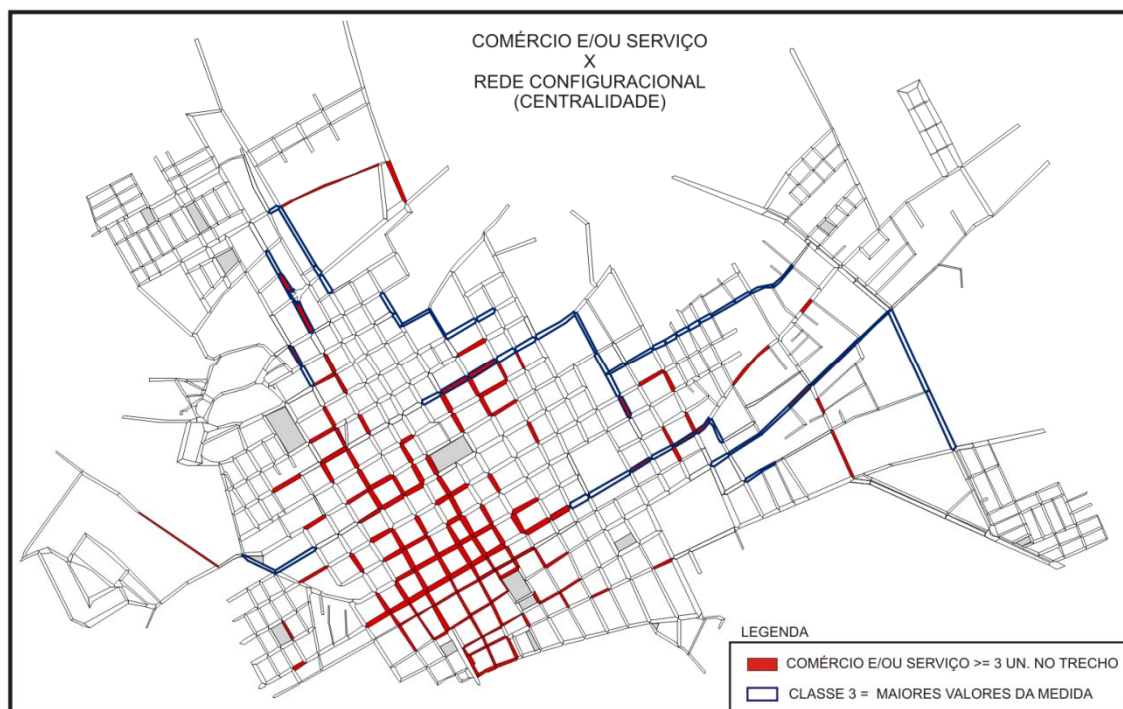 COMÉRCIO E/OU SERVIÇO
X
REDE CONFIGURACIONAL
(CENTRALIDADE)
LEGENDA
COMÉRCIO E/OU SERVIÇO >= 3 UN. NO TRECHO
CLASSE 3 = MAIORES VALORES DA MEDIDA